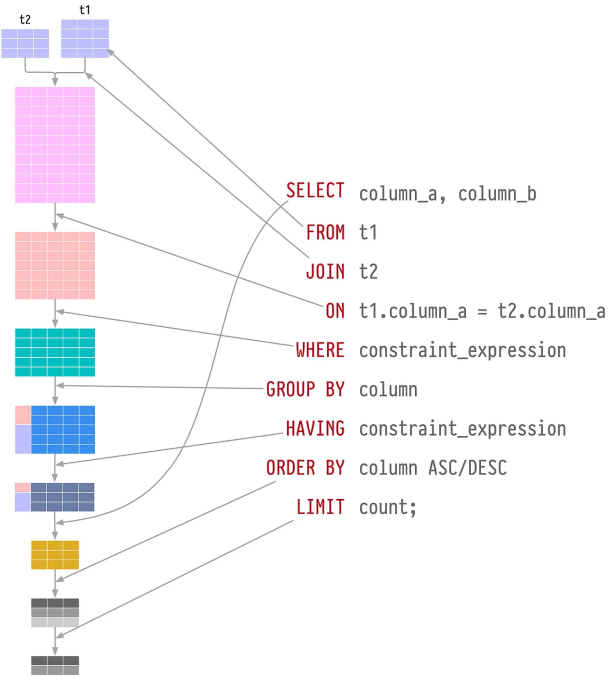 t2
t1
SELECT column_a, column_b
FROM t1
JOIN t2
ON t1.column_a = t2.column_a
WHERE constraint_expression
GROUP BY column
HAVING constraint_expression
ORDER BY column ASC/DESC
LIMIT count;